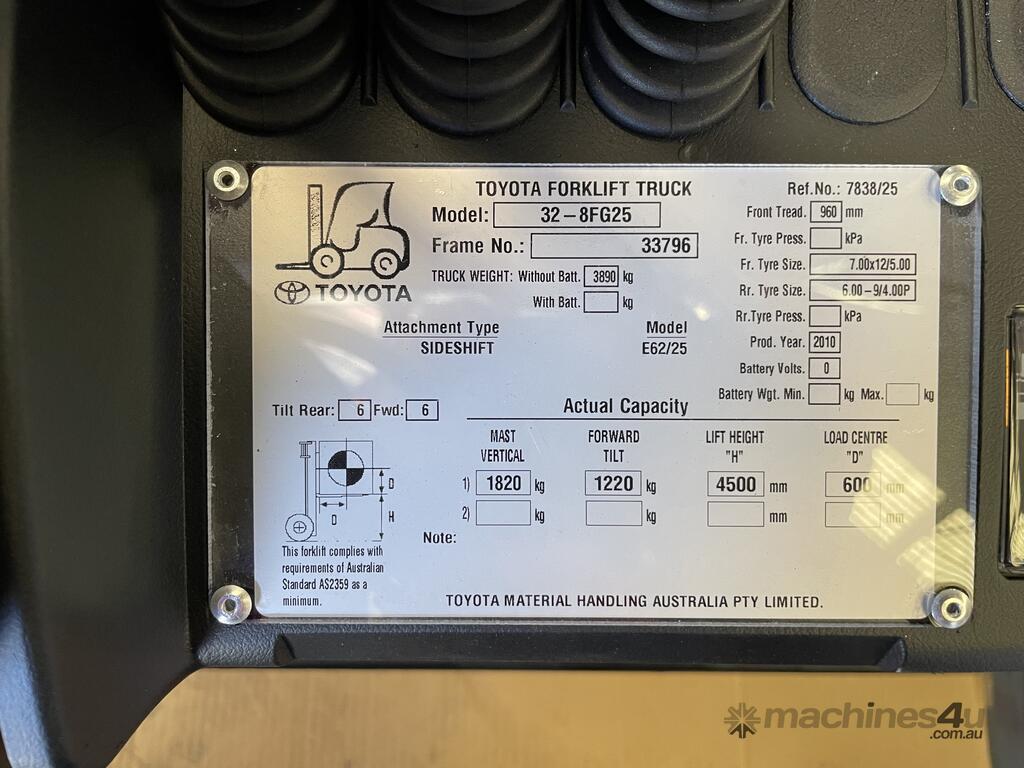 TOYOTA FORKLIFT TRUCK
Ref.No.: 7838/25
Model: 32-8FG25
Front Tread. 960 mm
Frame No.: 33796
Fr. Tyre Press. kPa
TRUCK WEIGHT: Without Batt. 3890 kg
Fr. Tyre Size. 7.00x12/5.00
With Batt. kg
Rr. Tyre Size. 6.00-9/4.00P
TOYOTA
Rr.Tyre Press. kPa
Attachment Type Model
Prod. Year. 2010
SIDESHIFT E62/25
Battery Volts. 0
Battery Wgt. Min. kg Max. kg
Tilt Rear: 6 Fwd: 6
Actual Capacity
MAST VERTICAL
FORWARD TILT
LIFT HEIGHT "H"
LOAD CENTRE "D"
1) 1820 kg 1220 kg 4500 mm 600 mm
2) kg kg mm mm
D
D
H
Note:
This forklift complies with
requirements of Australian
Standard AS2359 as a
minimum.
TOYOTA MATERIAL HANDLING AUSTRALIA PTY LIMITED.
machines4u
.com.au